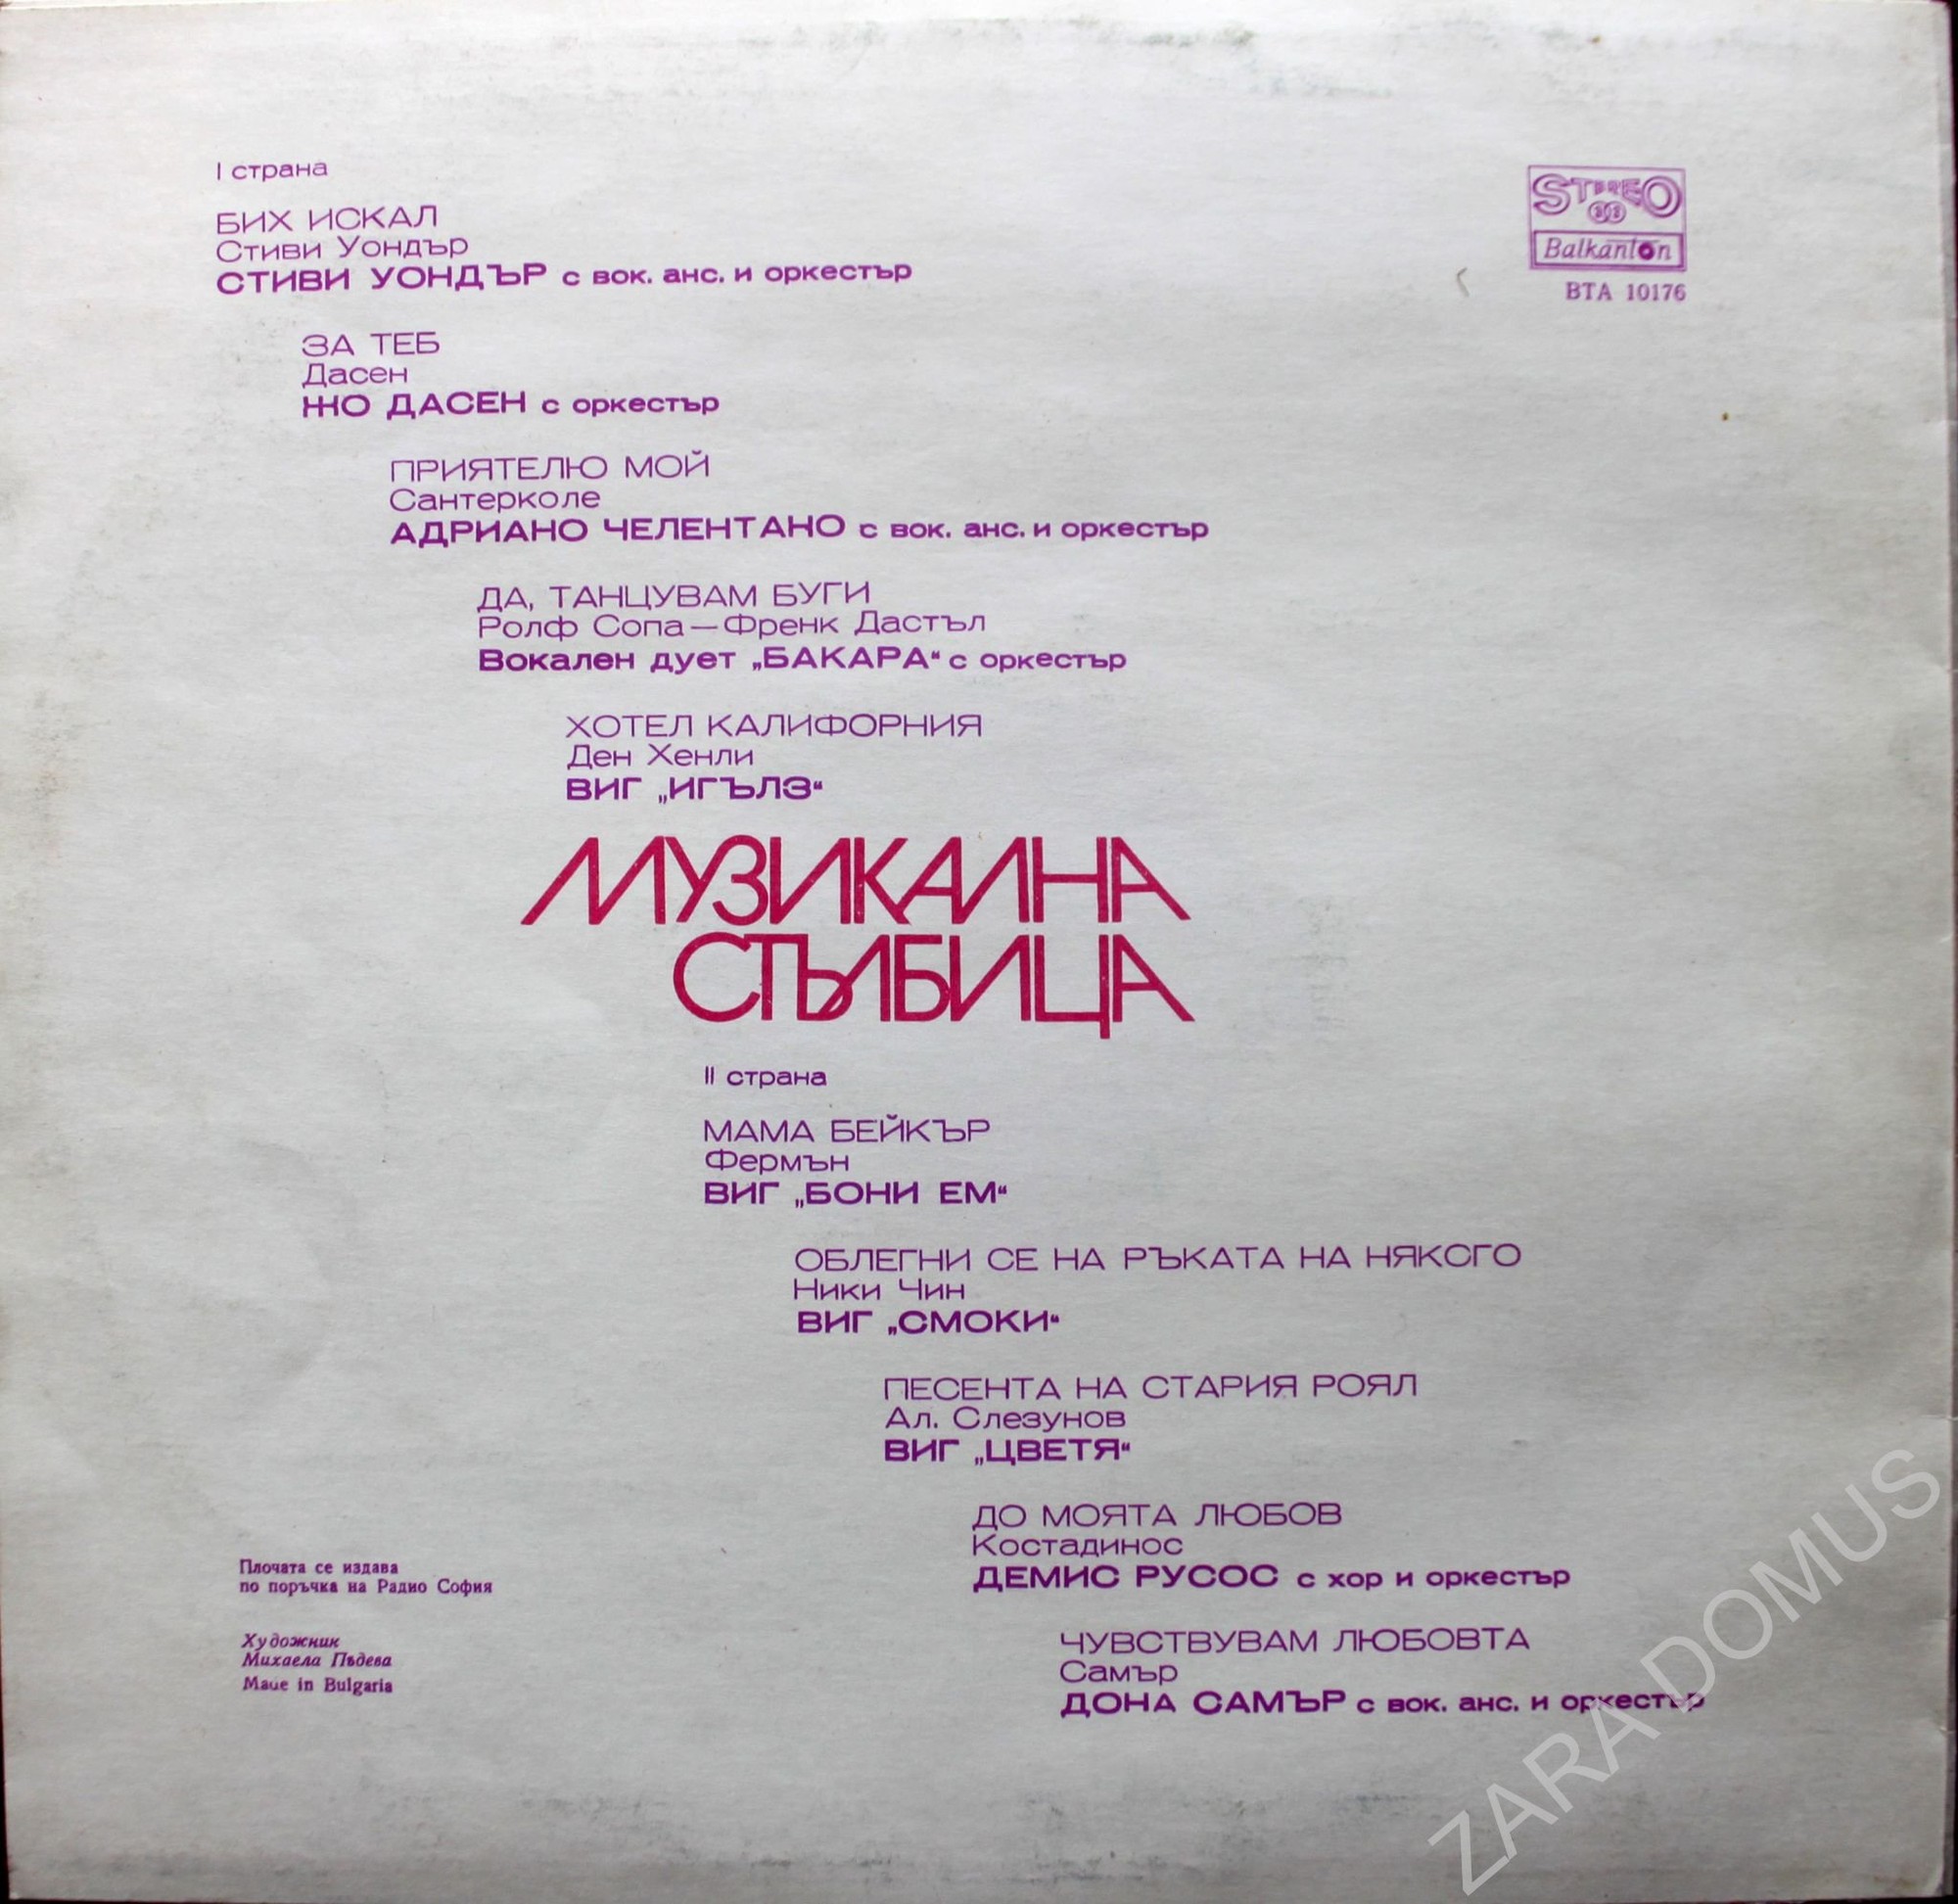 I страна
БИХ ИСКАЛ
Стиви Уондър
СТИВИ УОНДЪР с вок. анс. и оркестър
STEREO
33
Balkanton
ВТА 10176
ЗА ТЕБ
Дасен
ЖО ДАСЕН с оркестър
ПРИЯТЕЛЮ МОЙ
Сантерколе
АДРИАНО ЧЕЛЕНТАНО с вок. анс. и оркестър
ДА, ТАНЦУВАМ БУГИ
Ролф Сопа—Френк Дастъл
Вокален дует „БАКАРА“ с оркестър
ХОТЕЛ КАЛИФОРНИЯ
Ден Хенли
ВИГ „ИГЪЛЗ“
МУЗИКАЛНА
СТЪЛБИЦА
II страна
МАМА БЕЙКЪР
Фермън
ВИГ „БОНИ ЕМ“
ОБЛЕГНИ СЕ НА РЪКАТА НА НЯКОГО
Ники Чин
ВИГ „СМОКИ“
ПЕСЕНТА НА СТАРИЯ РОЯЛ
Ал. Слезунов
ВИГ „ЦВЕТЯ“
ДО МОЯТА ЛЮБОВ
Костадинос
ДЕМИС РУСОС с хор и оркестър
ЧУВСТВУВАМ ЛЮБОВТА
Самър
ДОНА САМЪР с вок. анс. и оркестър
Плочата се издава
по поръчка на Радио София
Художник
Михаела Пъдева
Made in Bulgaria
ZARA DOMUS